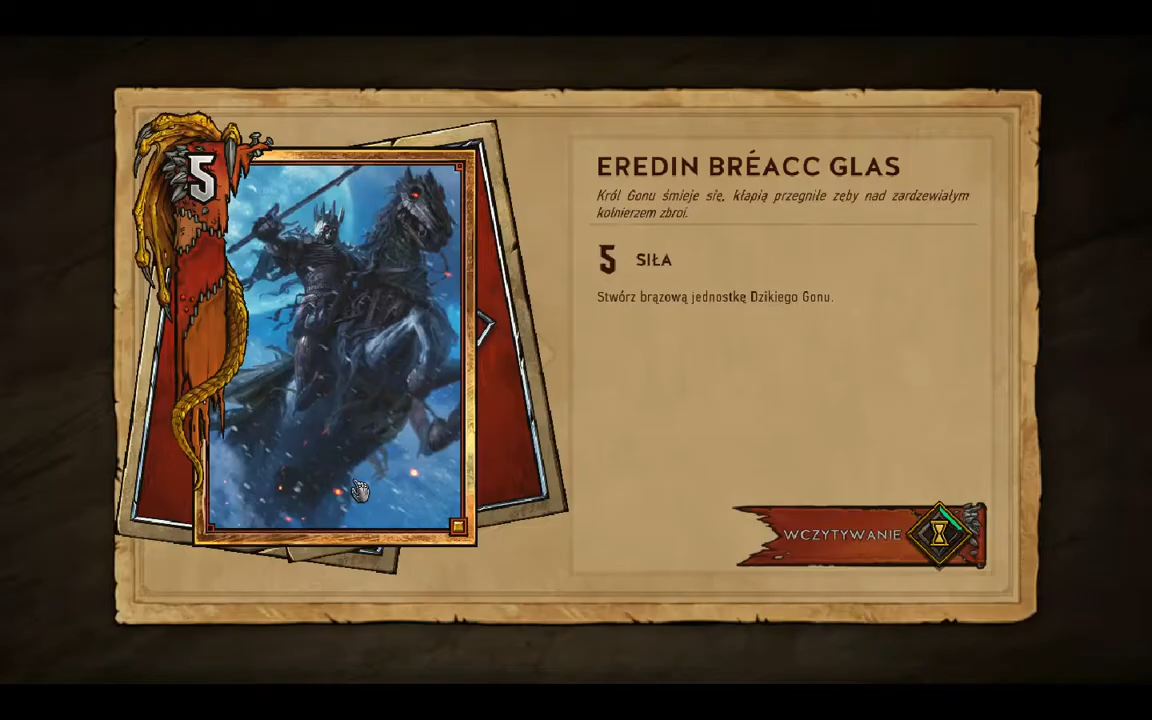 5
EREDIN BRÉACC GLAS
Król Gonu śmieje się, kłapią przegniłe zęby nad zardzewiałym
kołnierzem zbroi.
5 SIŁA
Stwórz brązową jednostkę Dzikiego Gonu.
WCZYTYWANIE